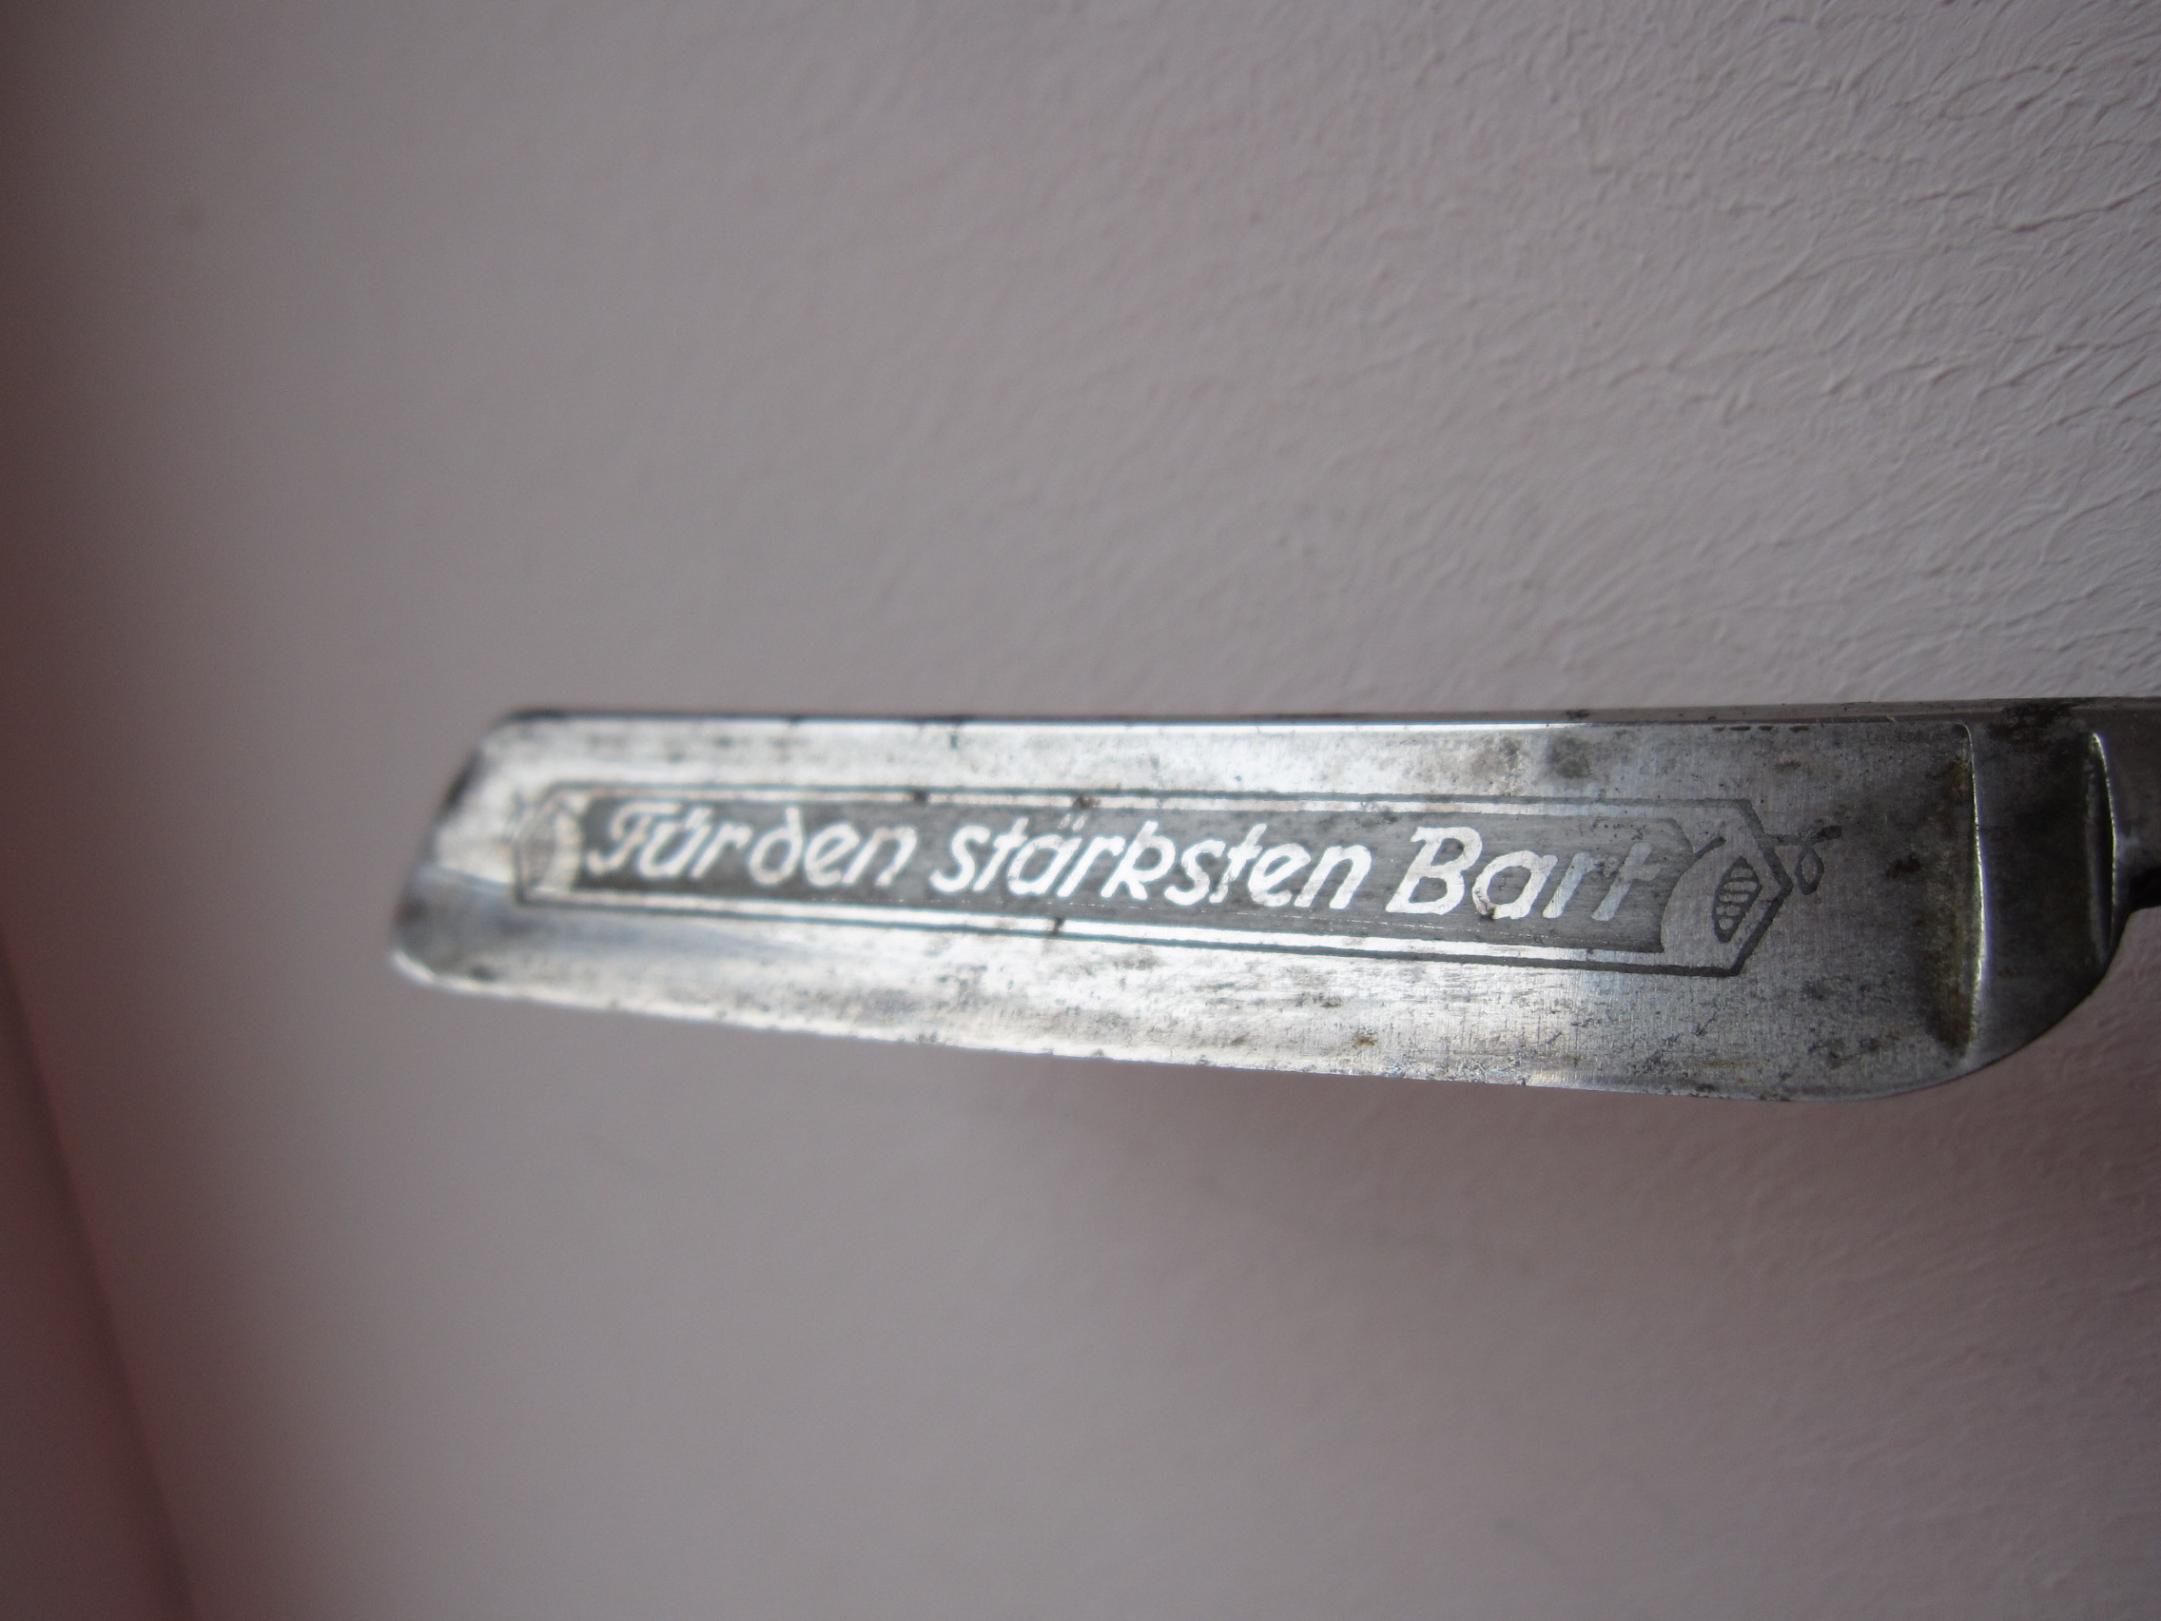 Für den stärksten Bart